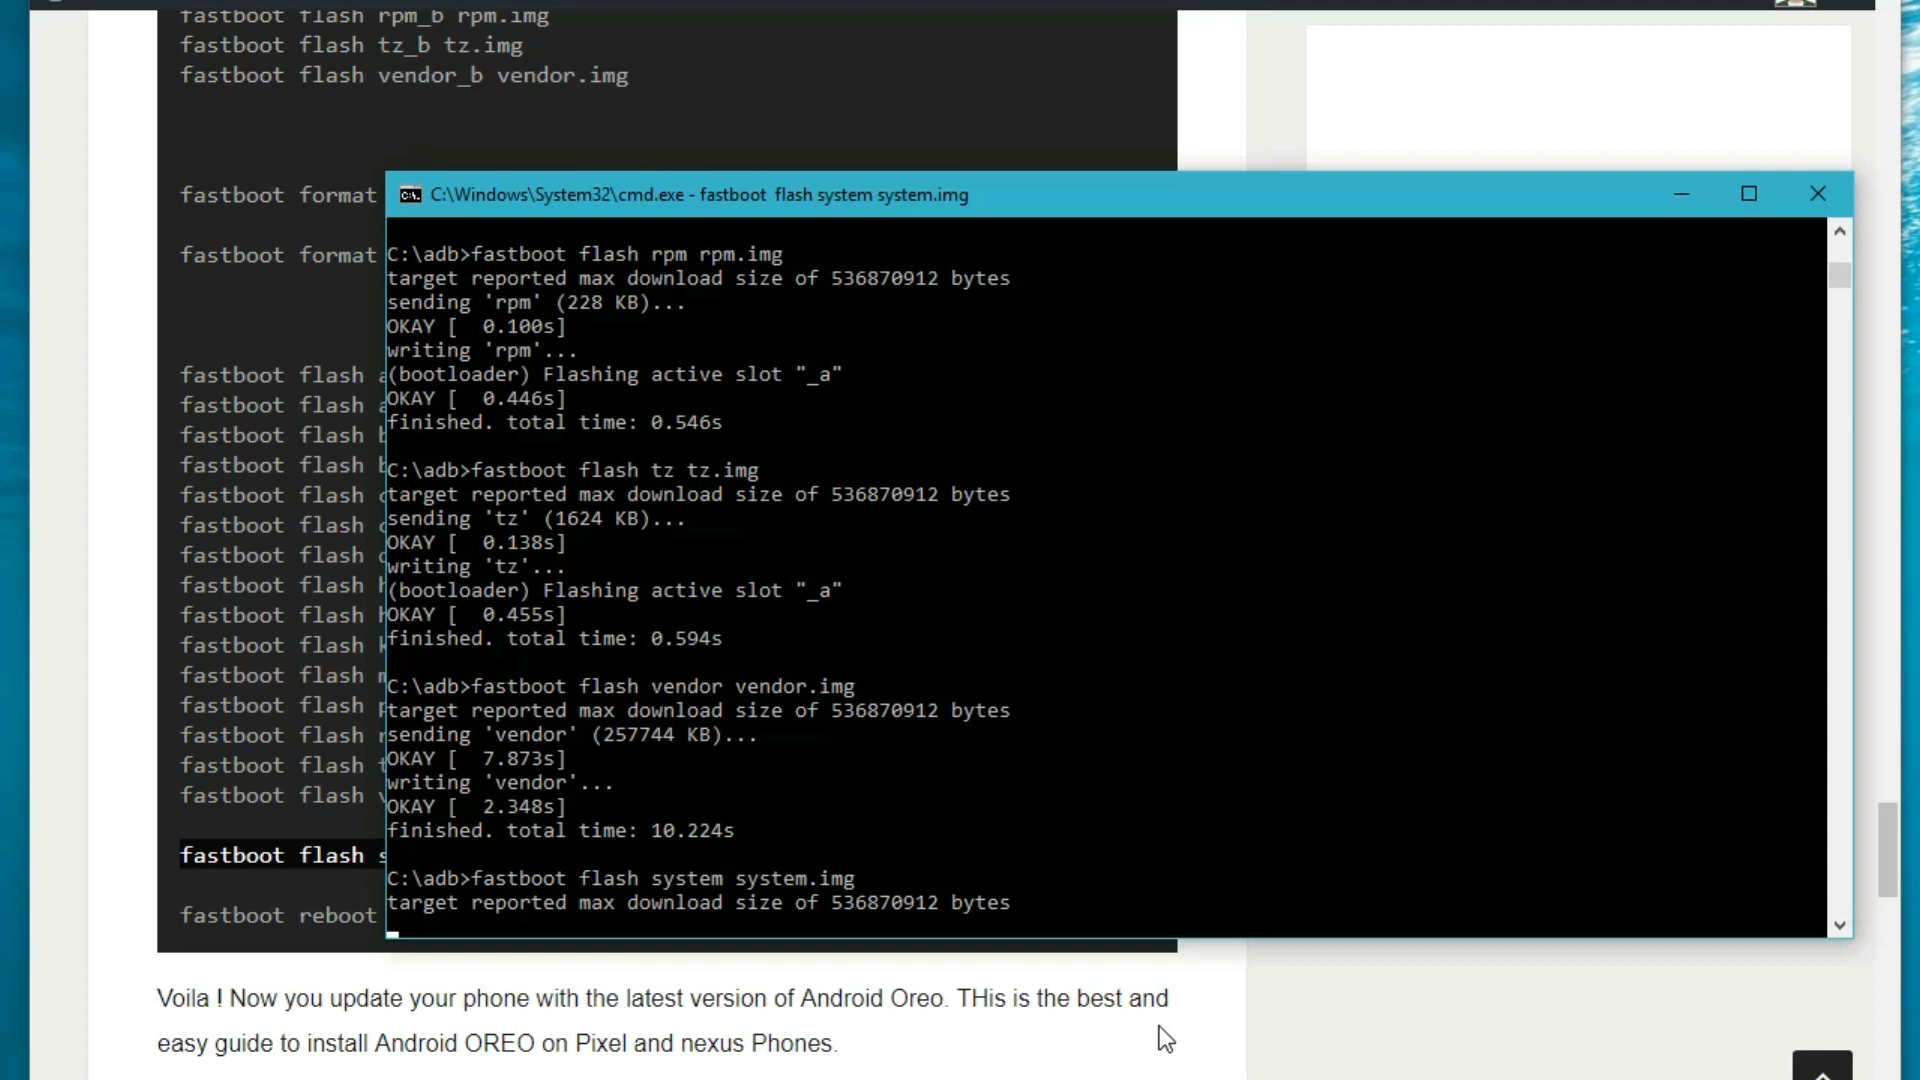 fastboot flash rpm_b rpm.img
fastboot flash tz_b tz.img
fastboot flash vendor_b vendor.img
fastboot format
fastboot format
fastboot flash a
fastboot flash a
fastboot flash b
fastboot flash b
fastboot flash c
fastboot flash c
fastboot flash
fastboot flash h
fastboot flash h
fastboot flash k
fastboot flash m
fastboot flash p
fastboot flash r
fastboot flash t
fastboot flash v
fastboot flash s
fastboot reboot
C:\Windows\System32\cmd.exe - fastboot  flash system system.img
C:\adb>fastboot flash rpm rpm.img
target reported max download size of 536870912 bytes
sending 'rpm' (228 KB)...
OKAY [  0.100s]
writing 'rpm'...
(bootloader) Flashing active slot "_a"
OKAY [  0.446s]
finished. total time: 0.546s
C:\adb>fastboot flash tz tz.img
target reported max download size of 536870912 bytes
sending 'tz' (1624 KB)...
OKAY [  0.138s]
writing 'tz'...
(bootloader) Flashing active slot "_a"
OKAY [  0.455s]
finished. total time: 0.594s
C:\adb>fastboot flash vendor vendor.img
target reported max download size of 536870912 bytes
sending 'vendor' (257744 KB)...
OKAY [  7.873s]
writing 'vendor'...
OKAY [  2.348s]
finished. total time: 10.224s
C:\adb>fastboot flash system system.img
target reported max download size of 536870912 bytes
Voila ! Now you update your phone with the latest version of Android Oreo. THis is the best and
easy guide to install Android OREO on Pixel and nexus Phones.